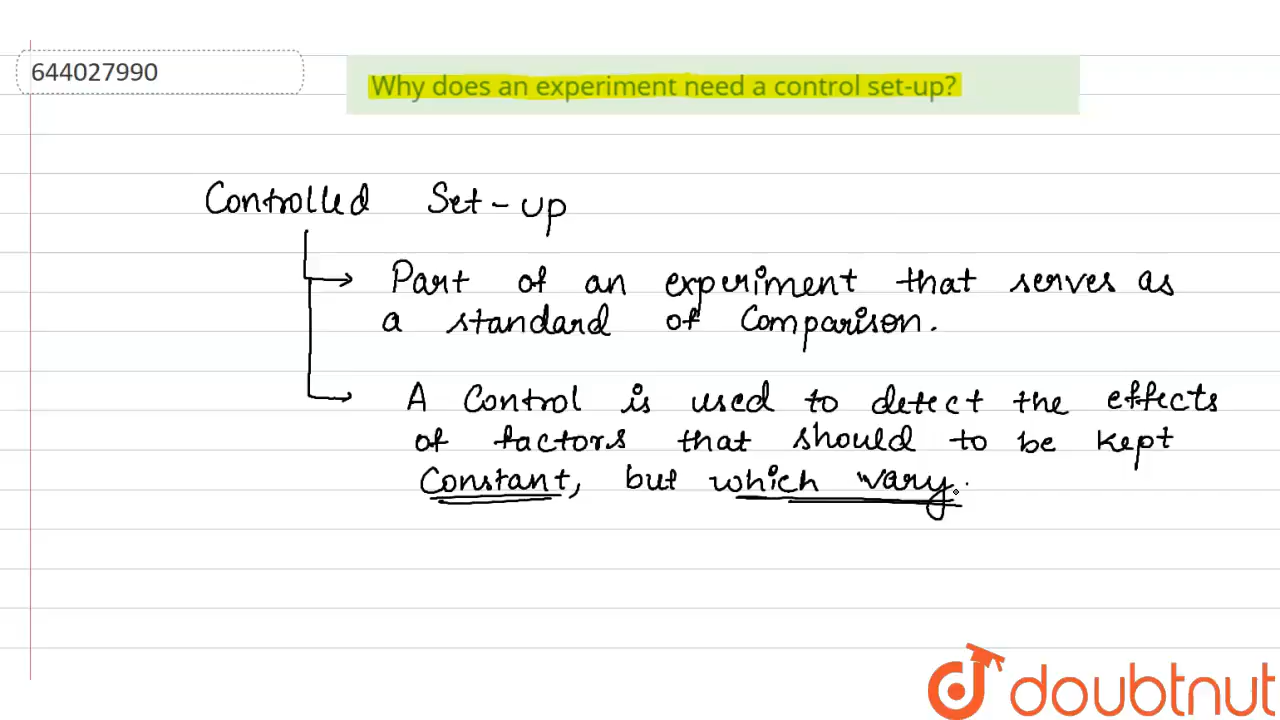 644027990
Why does an experiment need a control set-up?
Controlled Set-up
Part of an experiment that serves as
a standard of Comparison.
A Control is used to detect the effects
of factors that should to be kept
Constant, but which vary.
doubtnut